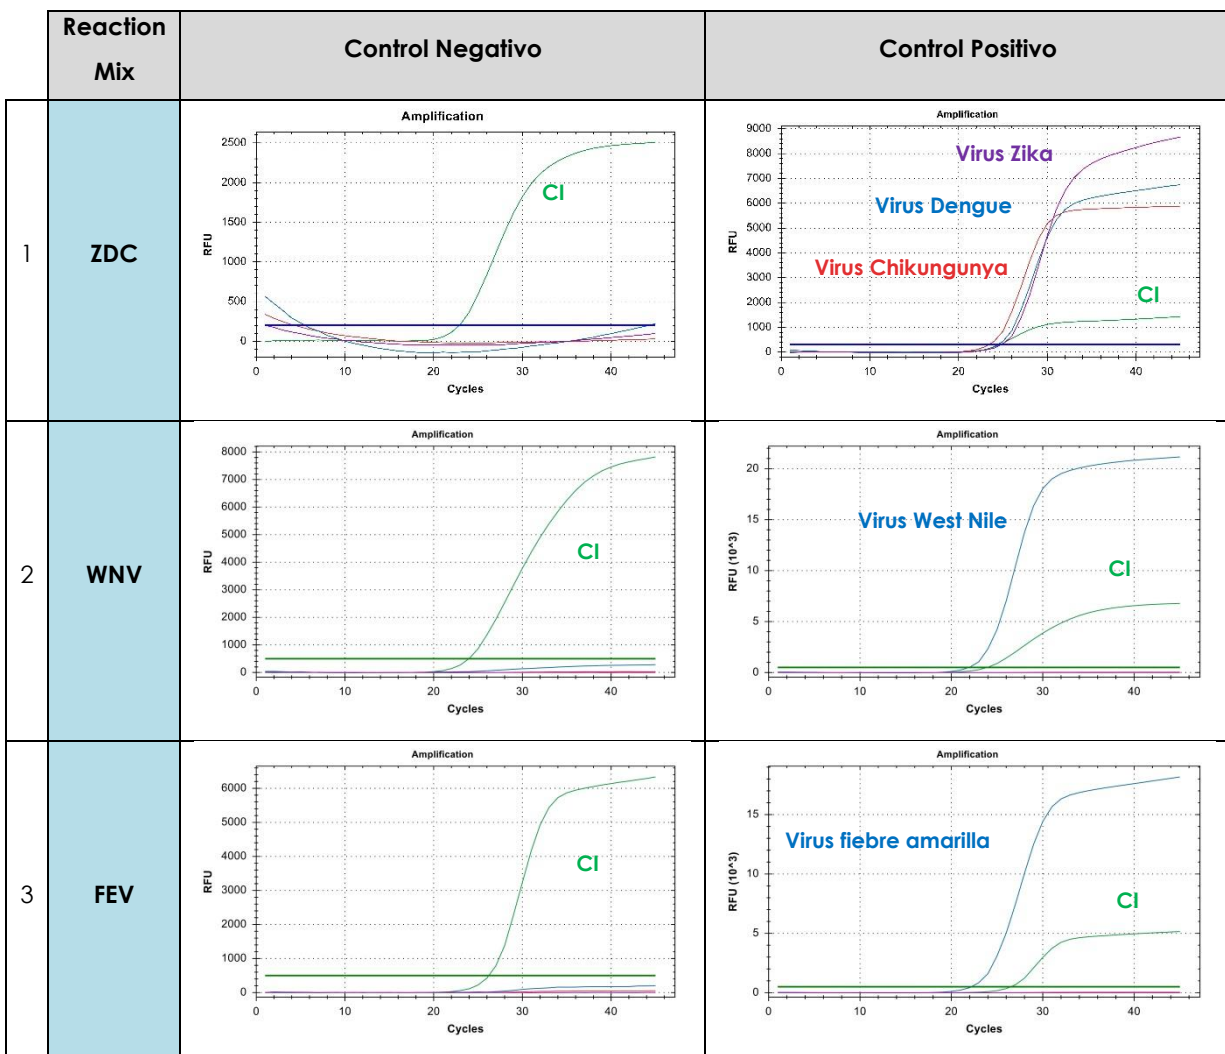 Reaction Mix
Control Negativo
Control Positivo
1
ZDC
Amplification
2500
2000
1500
1000
500
0
RFU
CI
0 10 20 30 40
Cycles
Amplification
9000
8000
7000
6000
5000
4000
3000
2000
1000
0
RFU
Virus Zika
Virus Dengue
Virus Chikungunya
CI
0 10 20 30 40
Cycles
2
WNV
Amplification
8000
7000
6000
5000
4000
3000
2000
1000
0
RFU
CI
0 10 20 30 40
Cycles
Amplification
20
15
10
5
0
RFU (10^3)
Virus West Nile
CI
0 10 20 30 40
Cycles
3
FEV
Amplification
6000
5000
4000
3000
2000
1000
0
RFU
CI
0 10 20 30 40
Cycles
Amplification
15
10
5
0
RFU (10^3)
Virus fiebre amarilla
CI
0 10 20 30 40
Cycles